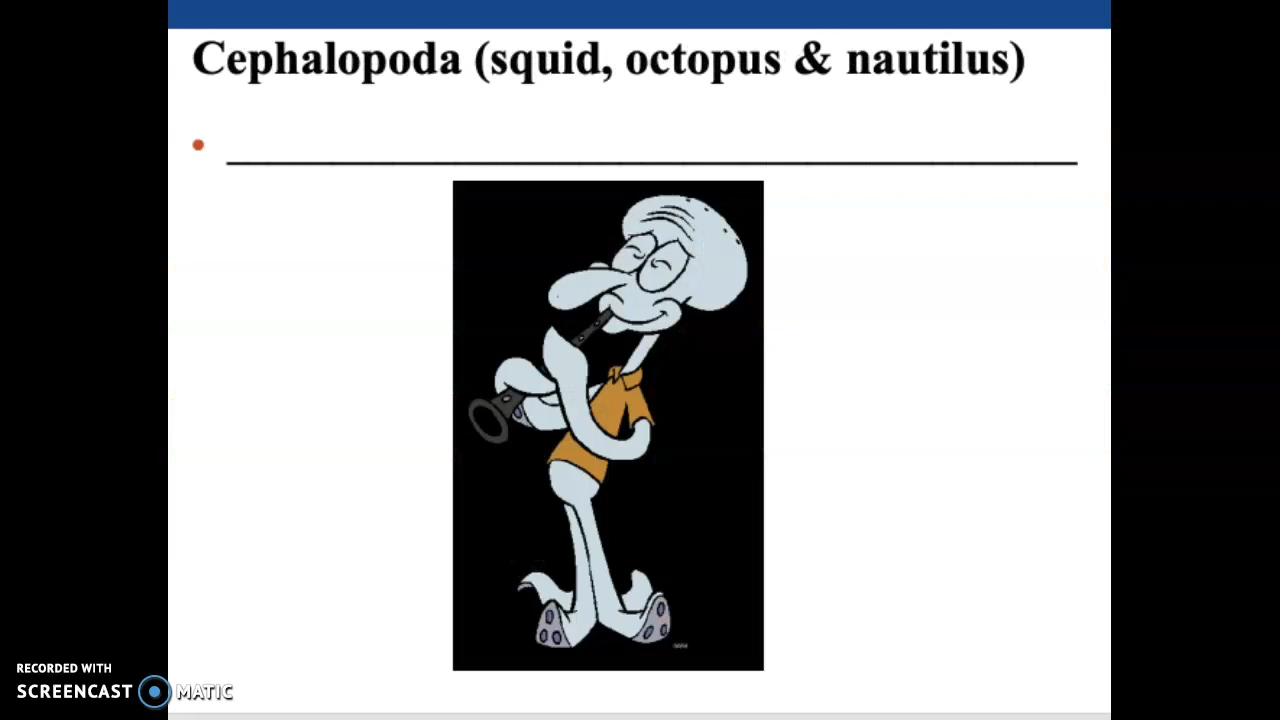 Cephalopoda (squid, octopus & nautilus)
RECORDED WITH
SCREENCAST MATIC